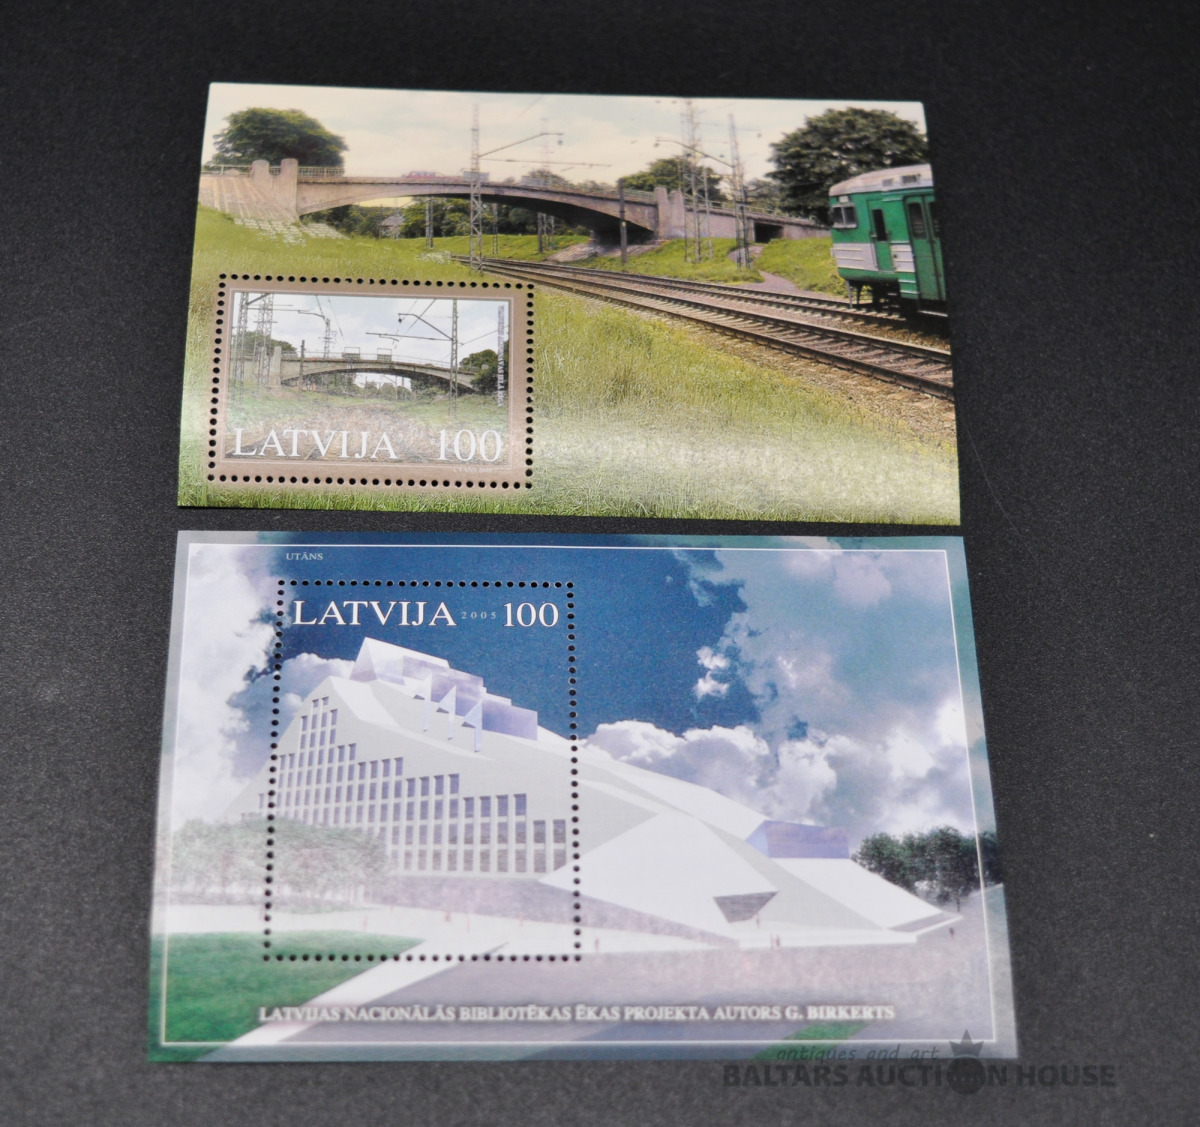 LATVIJA 100
UTĀNS
LATVIJA 2005 100
LATVIJAS NACIONĀLĀS BIBLIOTĒKAS ĒKAS PROJEKTA AUTORS G. BIRKERTS
antiques and art
BALTARS AUCTION HOUSE